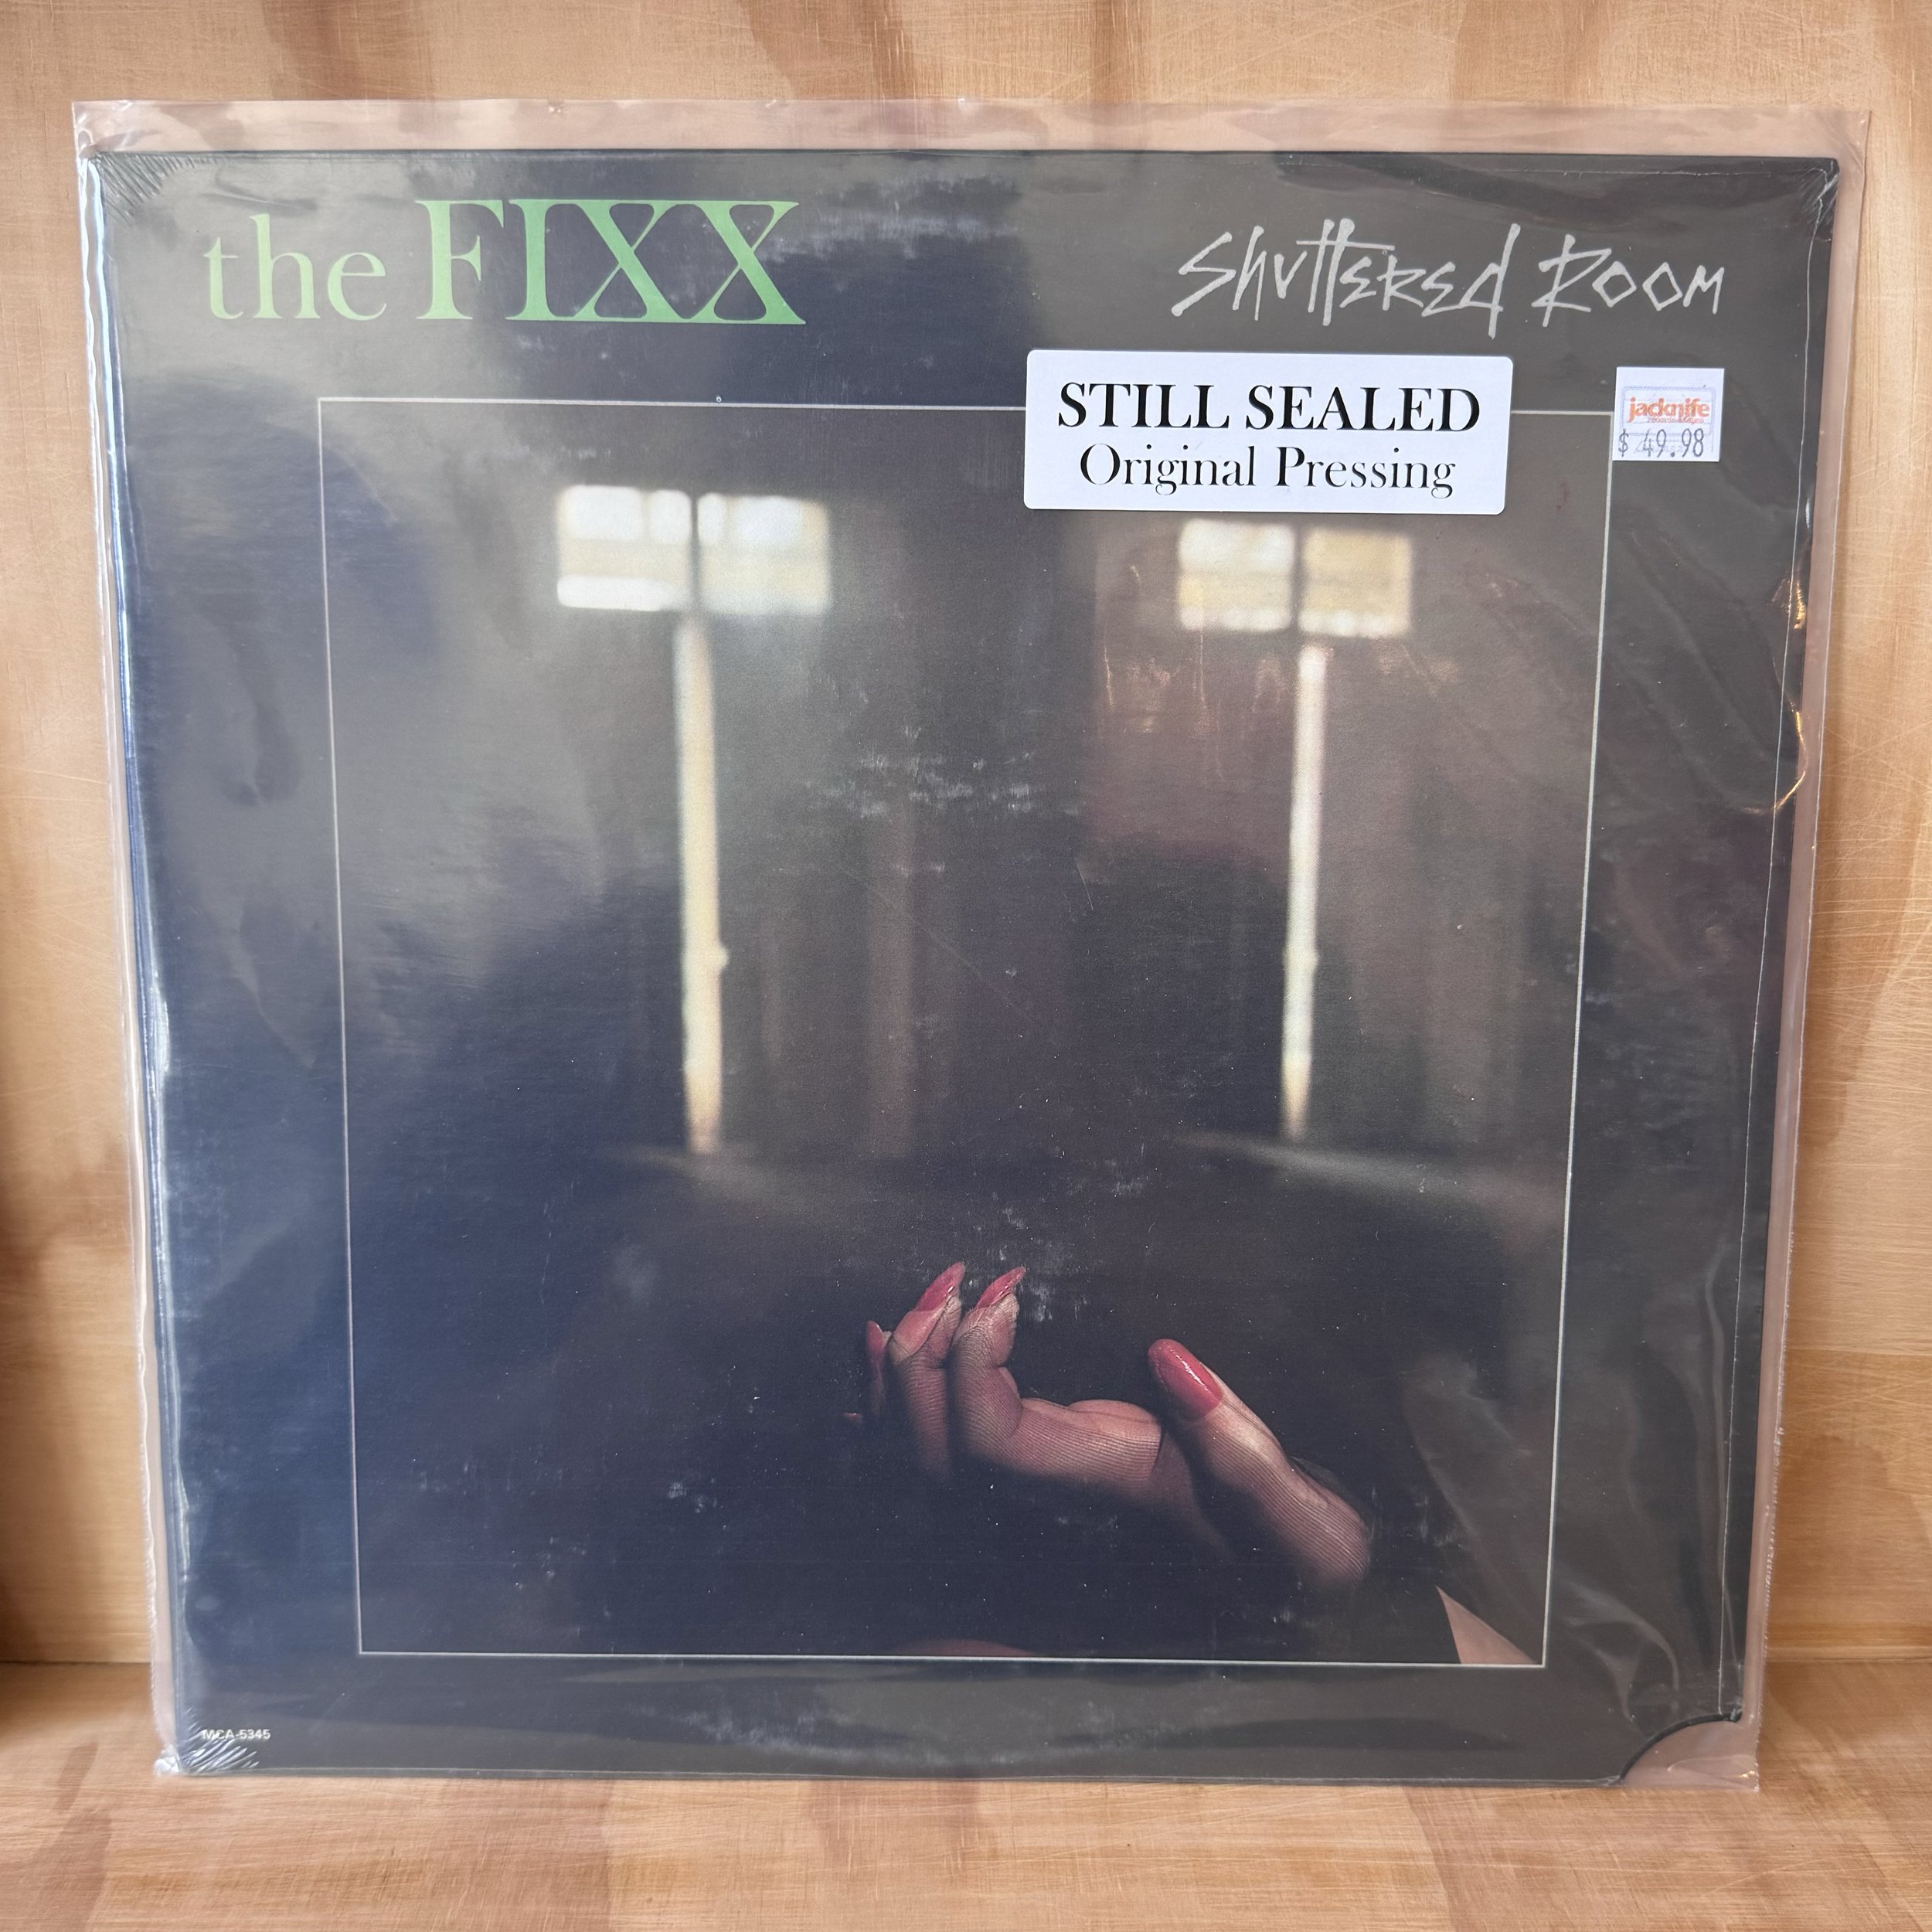 the FIXX
Shuttered Room
STILL SEALED
Original Pressing
jacknife
$ 49.98
MCA-5345